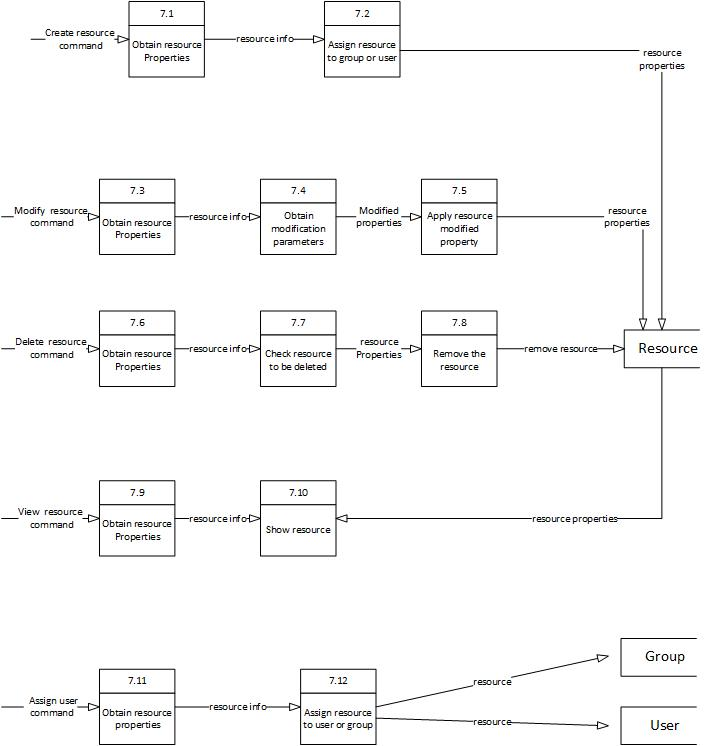 7.1
7.2
Create resource
command
Obtain resource
Properties
resource info
Assign resource
to group or user
resource
properties
7.3
7.4
7.5
Modify resource
command
Obtain resource
Properties
resource info
Obtain
modification
parameters
Modified
properties
Apply resource
modified
property
resource
properties
7.6
7.7
7.8
Delete resource
command
Obtain resource
Properties
resource info
Check resource
to be deleted
resource
Properties
Remove the
resource
remove resource
Resource
7.9
7.10
View resource
command
Obtain resource
Properties
resource info
Show resource
resource properties
7.11
7.12
Assign user
command
Obtain resource
properties
resource info
Assign resource
to user or group
resource
Group
resource
User